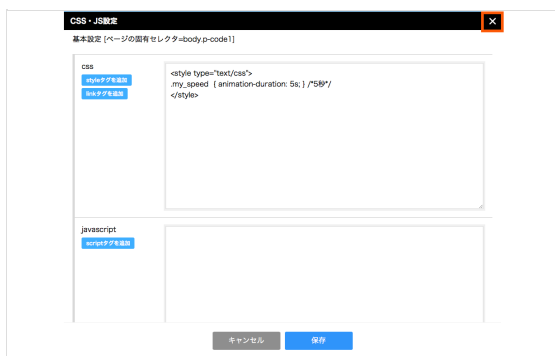 CSS・JS設定
×
基本設定 [ページの固有セレクタ=body.p-code1]
css
styleタグを追加
linkタグを追加
<style type="text/css">
.my_speed { animation-duration: 5s; } /*5秒*/
</style>
javascript
scriptタグを追加
キャンセル
保存